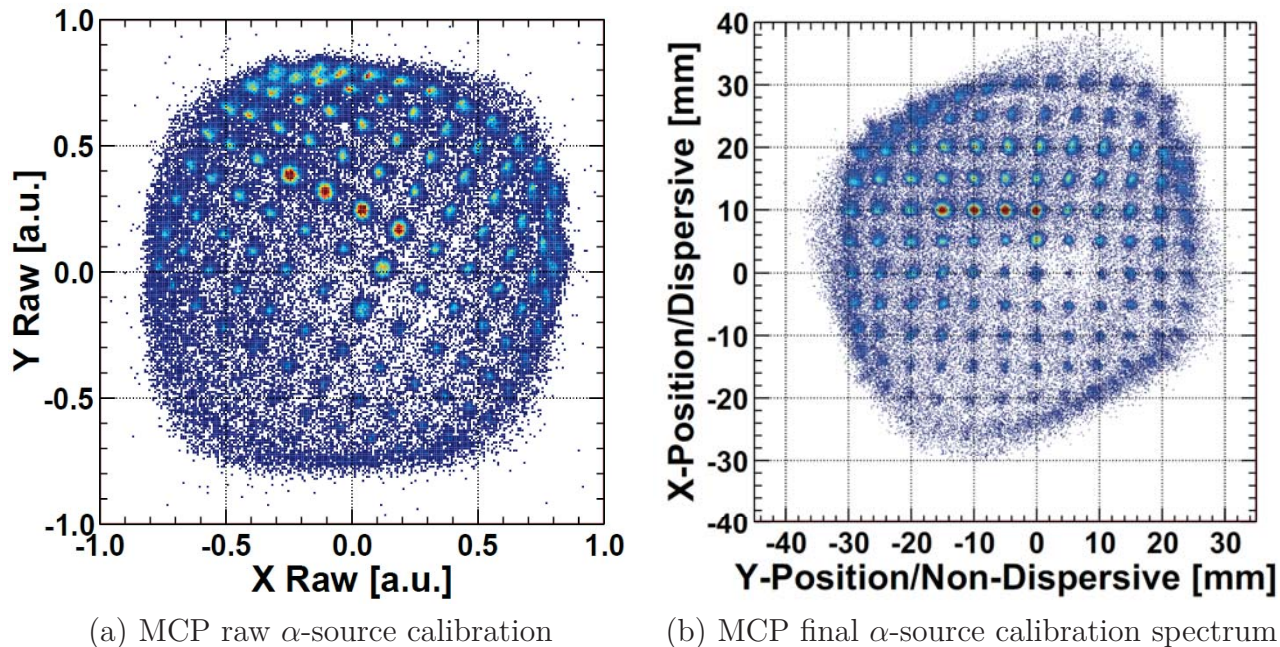 1.0
0.5
0.0
-0.5
-1.0
Y Raw [a.u.]
-1.0 -0.5 0.0 0.5 1.0
X Raw [a.u.]
(a) MCP raw α-source calibration
40
30
20
10
0
-10
-20
-30
-40
X-Position/Dispersive [mm]
-40 -30 -20 -10 0 10 20 30
Y-Position/Non-Dispersive [mm]
(b) MCP final α-source calibration spectrum